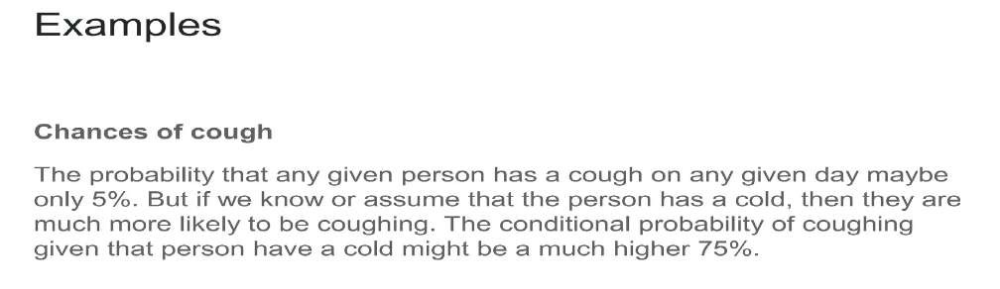 Examples
Chances of cough
The probability that any given person has a cough on any given day maybe
only 5%. But if we know or assume that the person has a cold, then they are
much more likely to be coughing. The conditional probability of coughing
given that person have a cold might be a much higher 75%.